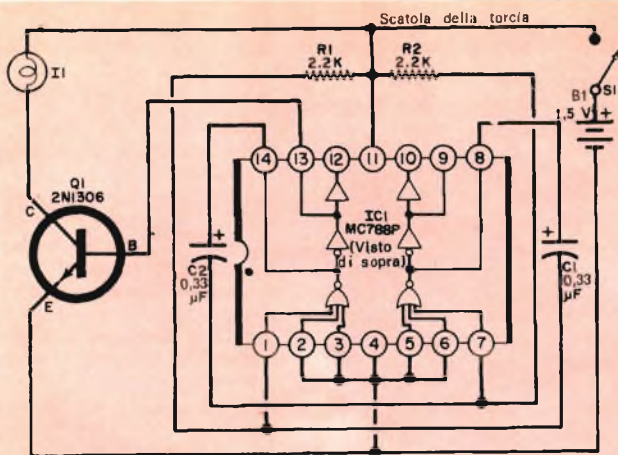 Scatola della torcia
R1
2.2K
R2
2.2K
I1
B1
S1
1,5 V
+
Q1
2N1306
C
B
E
14
13
12
11
10
9
8
IC1
MC788P
(Visto
di sopra)
+
C2
0,33
µF
+
C1
0,33
µF
1
2
3
4
5
6
7